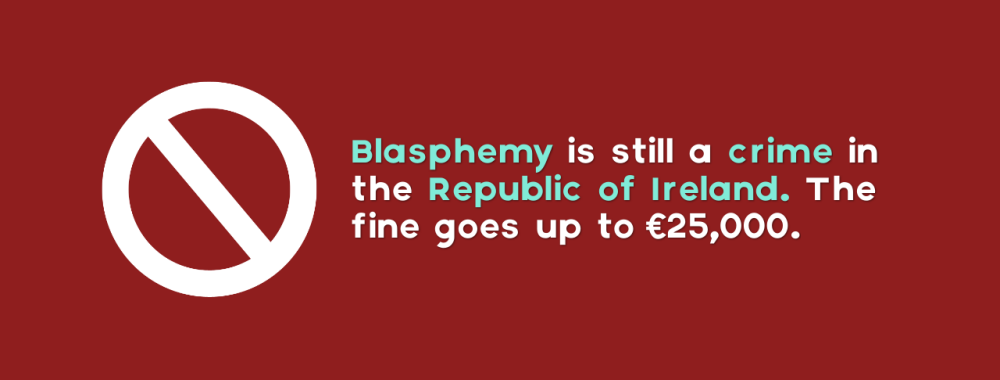 Blasphemy is still a crime in
the Republic of Ireland. The
fine goes up to €25,000.